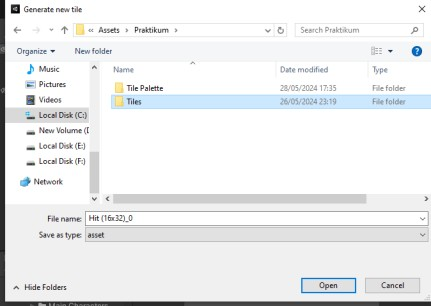 Generate new tile
« Assets › Praktikum ›
Search Praktikum
Organize
New folder
Music
Pictures
Videos
Local Disk (C:)
New Volume (D
Local Disk (E:)
Local Disk (F:)
Network
Name
Date modified
Type
Tile Palette
28/05/2024 17:35
File folder
Tiles
26/05/2024 23:19
File folder
File name:
Hit (16x32)_0
Save as type:
asset
Hide Folders
Open
Cancel
Main Characters